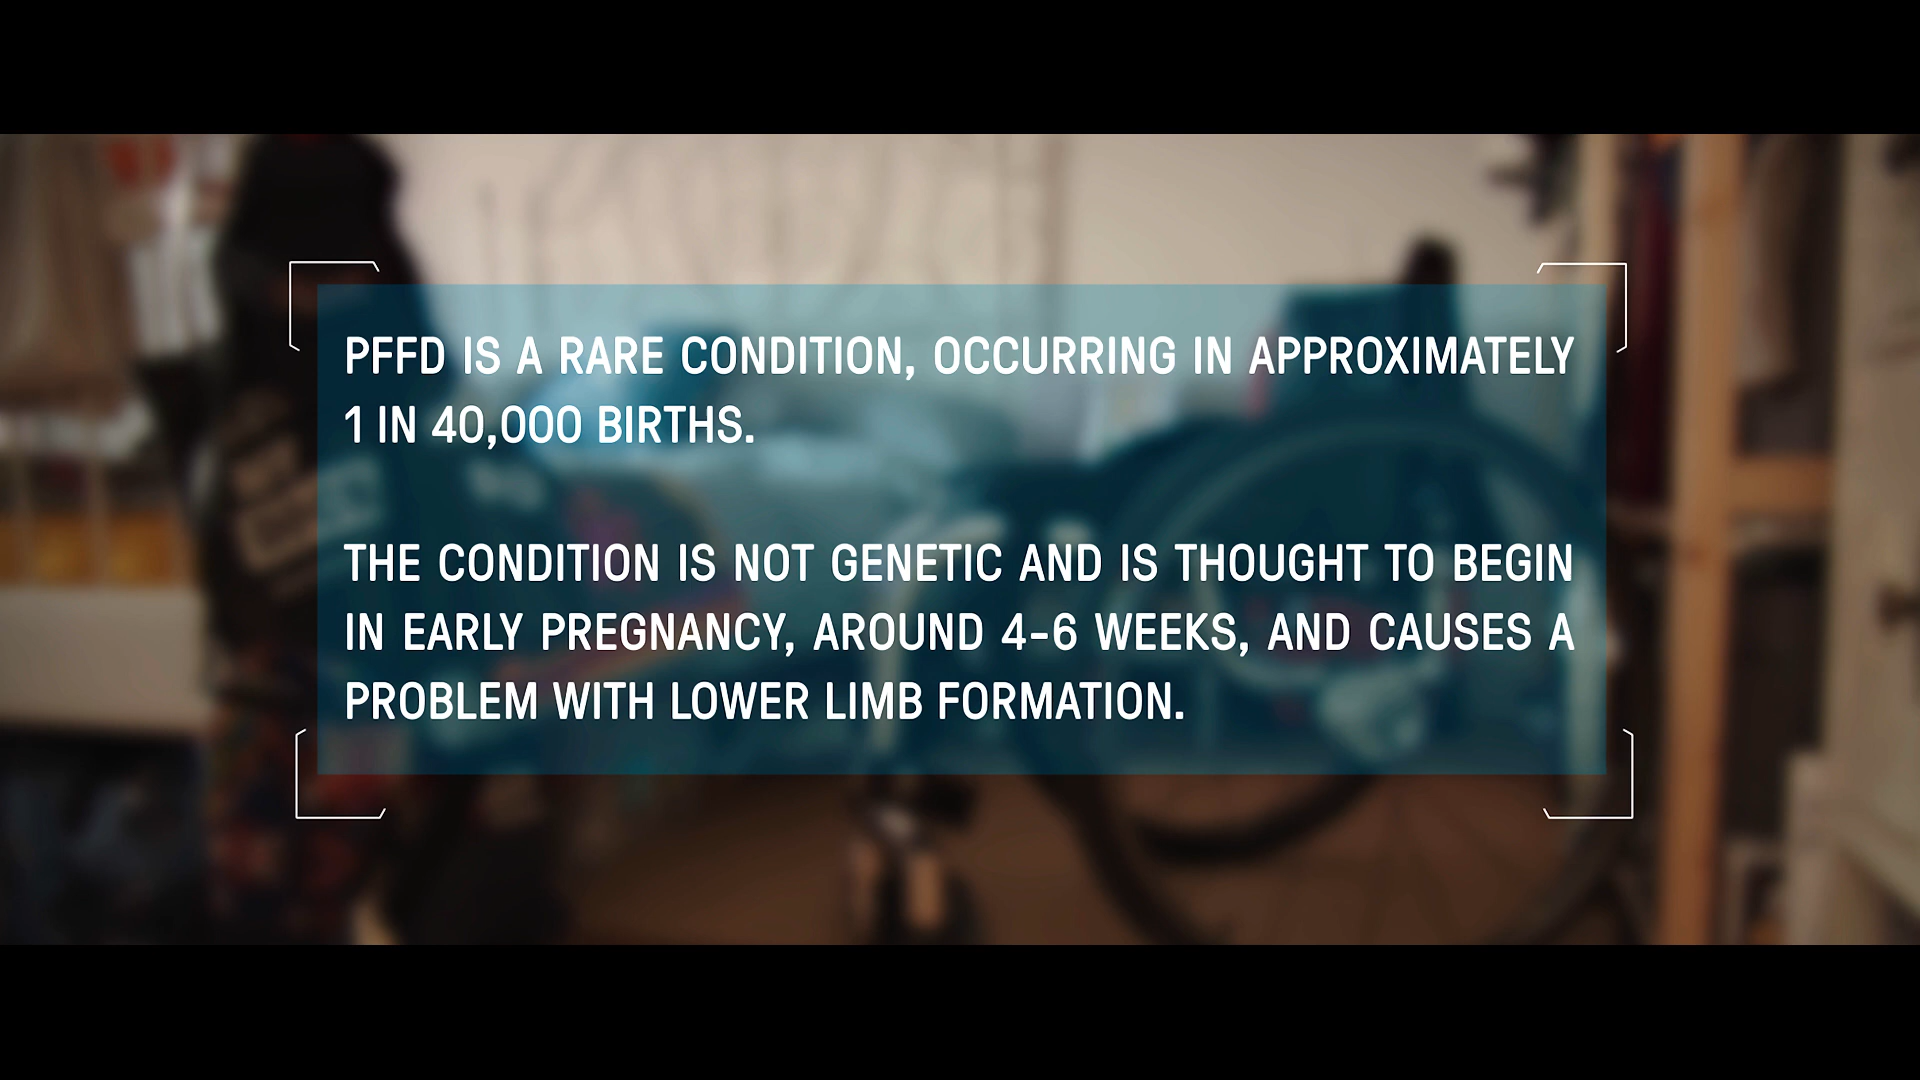 PFFD IS A RARE CONDITION, OCCURRING IN APPROXIMATELY
1 IN 40,000 BIRTHS.
THE CONDITION IS NOT GENETIC AND IS THOUGHT TO BEGIN
IN EARLY PREGNANCY, AROUND 4-6 WEEKS, AND CAUSES A
PROBLEM WITH LOWER LIMB FORMATION.